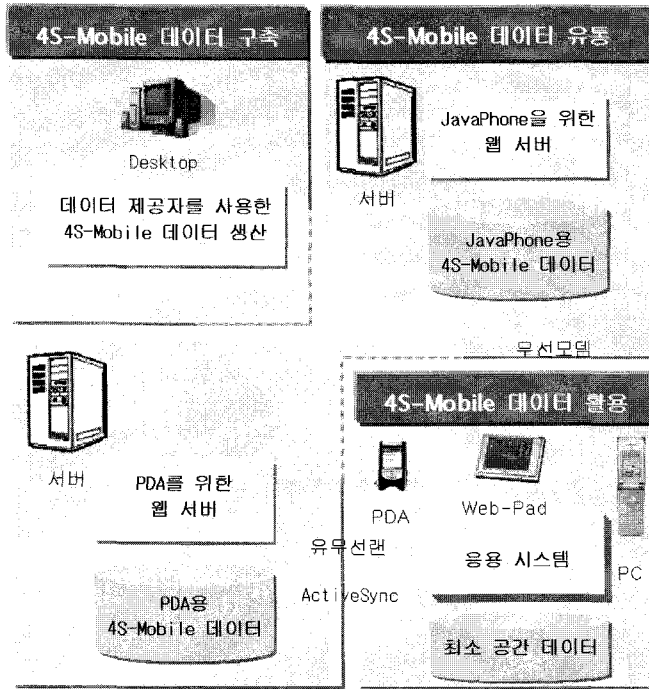 4S-Mobile 데이터 구축
Desktop
데이터 제공자를 사용한
4S-Mobile 데이터 생산
4S-Mobile 데이터 유통
서버
JavaPhone을 위한
웹 서버
JavaPhone용
4S-Mobile 데이터
무선모뎀
서버
PDA를 위한
웹 서버
PDA용
4S-Mobile 데이터
유무선랜
ActiveSync
4S-Mobile 데이터 활용
PDA
Web-Pad
PC
응용 시스템
최소 공간 데이터